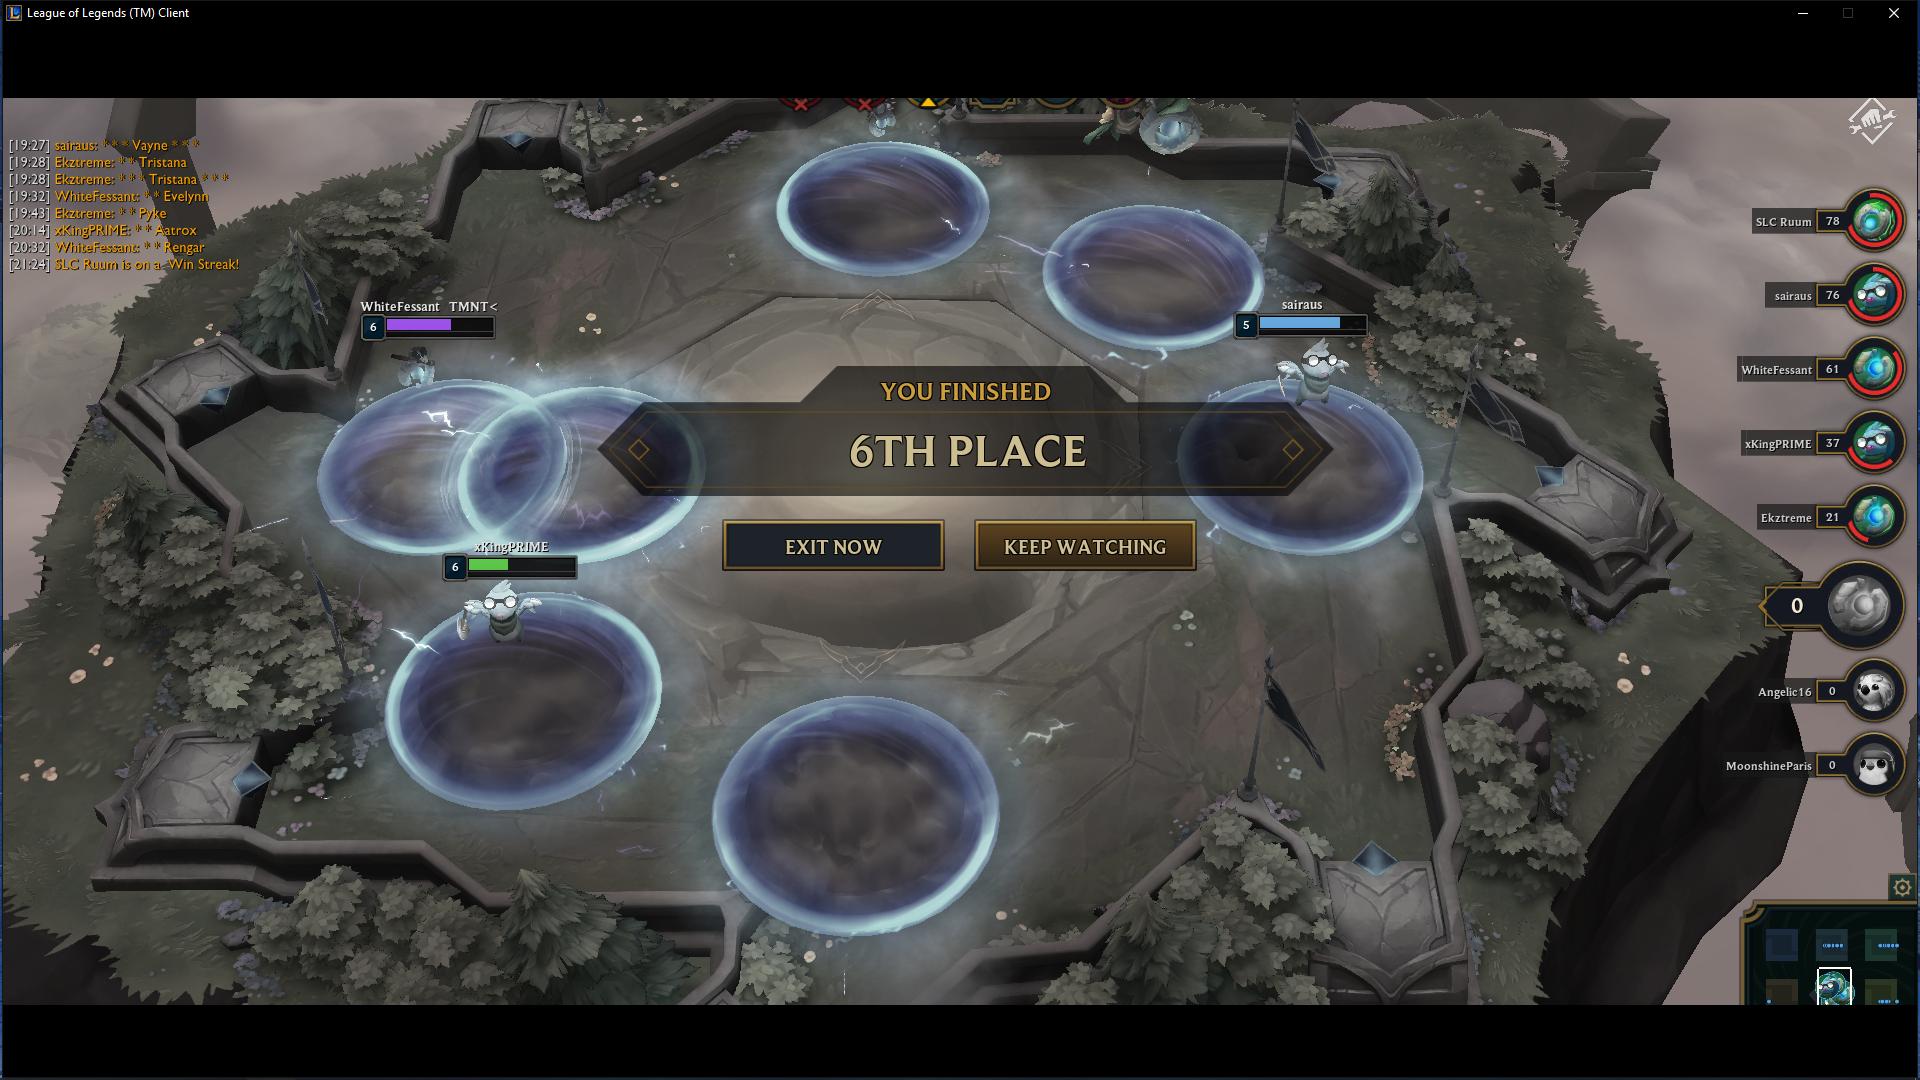 League of Legends (TM) Client
[19:27] sairaus: * * * Vayne * * *
[19:28] Ekztreme: * * Tristana
[19:28] Ekztreme: * * * Tristana * * *
[19:32] WhiteFessant: * * Evelynn
[19:43] Ekztreme: * * Pyke
[20:14] xKingPRIME: * * Aatrox
[20:32] WhiteFessant: * * Rengar
[21:24] SLC Ruum is on a  Win Streak!
SLC Ruum 78
sairaus 76
WhiteFessant TMNT<
6
sairaus
5
WhiteFessant 61
YOU FINISHED
6TH PLACE
xKingPRIME 37
Ekztreme 21
xKingPRIME
6
EXIT NOW
KEEP WATCHING
0
Angelic16 0
MoonshineParis 0